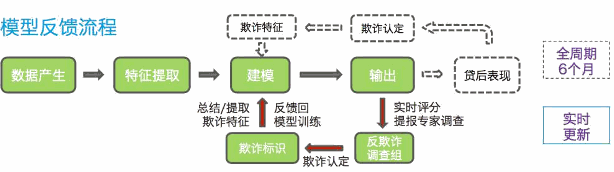 模型反馈流程
欺诈特征
欺诈认定
数据产生
特征提取
建模
输出
贷后表现
全周期
6个月
总结/提取
欺诈特征
反馈回
模型训练
实时评分
提报专家调查
实时
更新
欺诈标识
欺诈认定
反欺诈
调查组